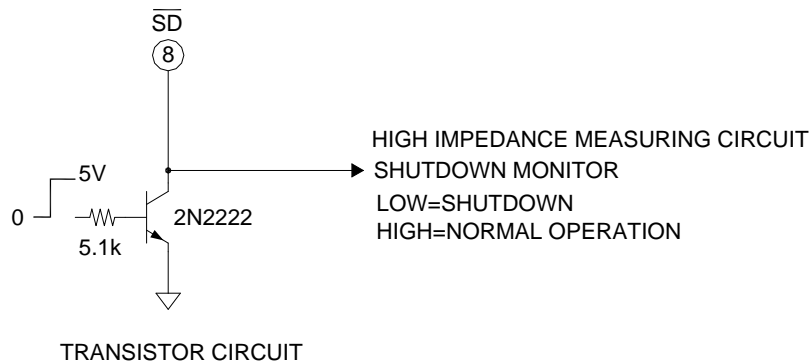 SD
8
HIGH IMPEDANCE MEASURING CIRCUIT
SHUTDOWN MONITOR
LOW=SHUTDOWN
HIGH=NORMAL OPERATION
5V
0
2N2222
5.1k
TRANSISTOR CIRCUIT